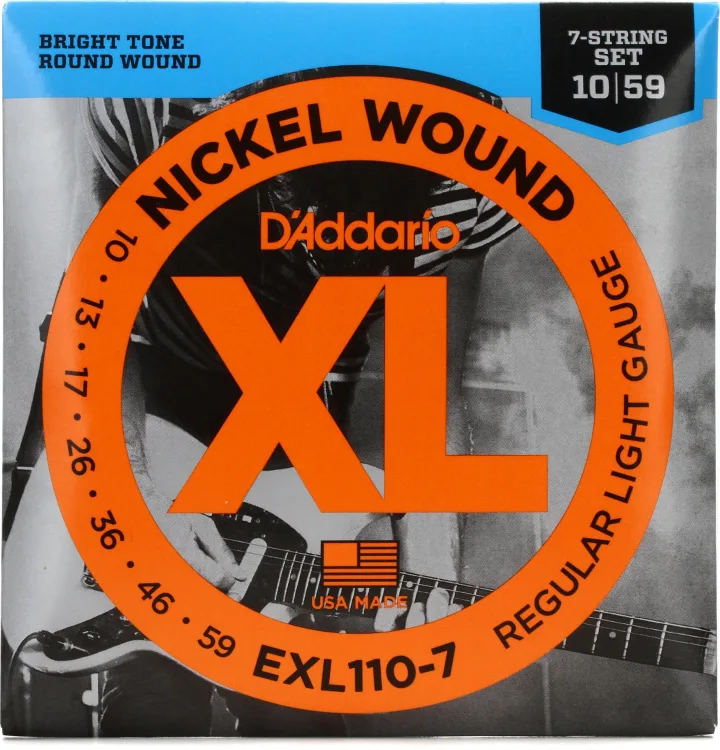 BRIGHT TONE
ROUND WOUND
7-STRING
SET
10|59
NICKEL WOUND
D'Addario
XL
10 • 13 • 17 • 26 • 36 • 46 • 59
REGULAR LIGHT GAUGE
USA MADE
EXL110-7